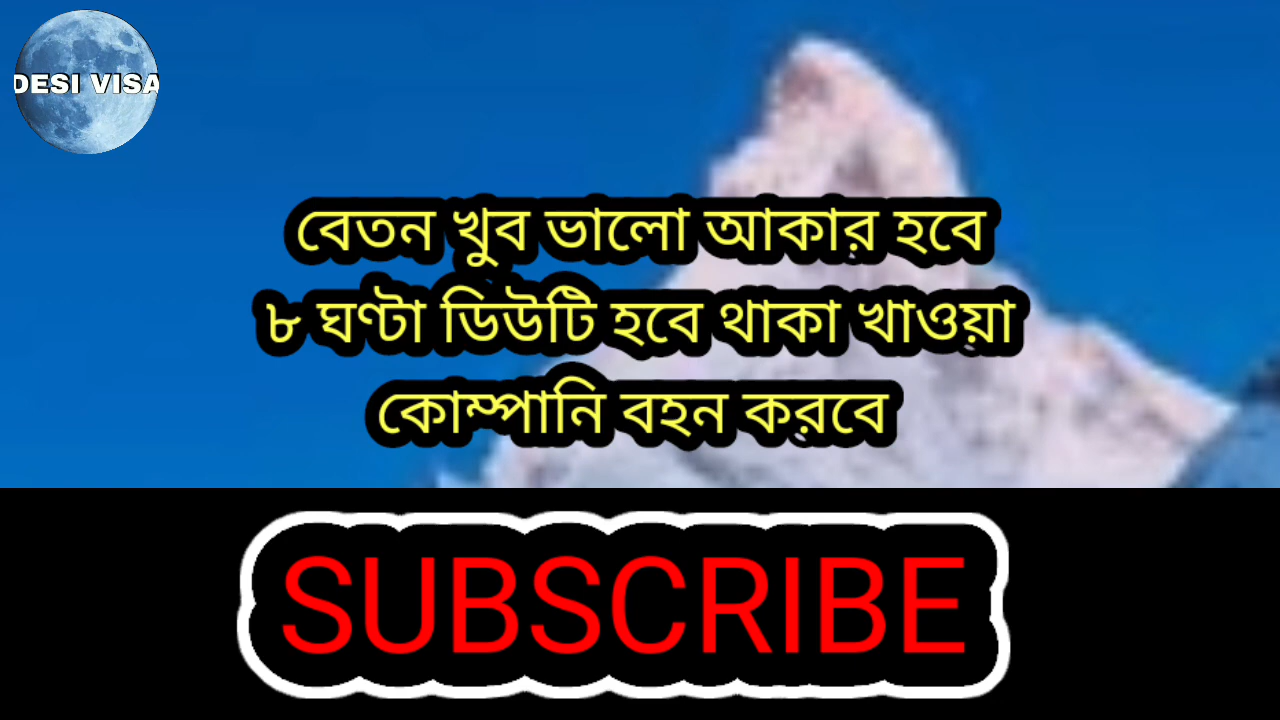 DESI VISA
বেতন খুব ভালো আকার হবে
৮ ঘণ্টা ডিউটি হবে থাকা খাওয়া
কোম্পানি বহন করবে
SUBSCRIBE